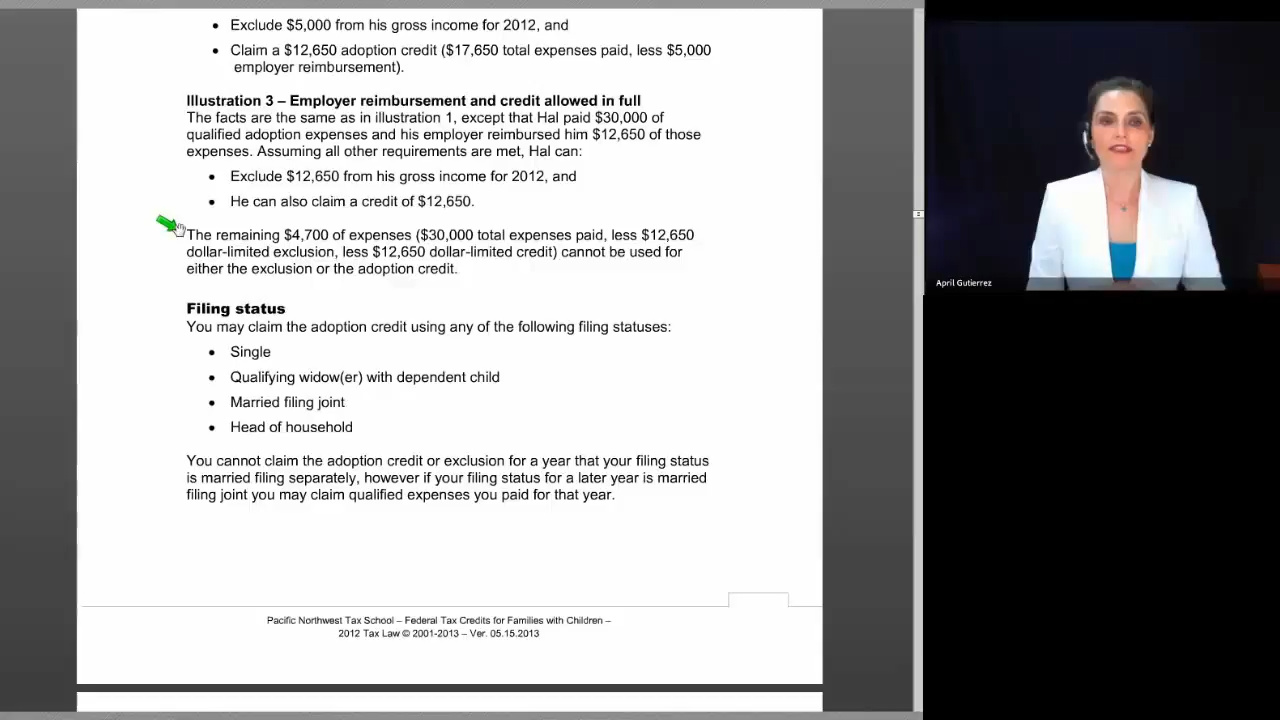 • Exclude $5,000 from his gross income for 2012, and
• Claim a $12,650 adoption credit ($17,650 total expenses paid, less $5,000
employer reimbursement).
Illustration 3 – Employer reimbursement and credit allowed in full
The facts are the same as in illustration 1, except that Hal paid $30,000 of
qualified adoption expenses and his employer reimbursed him $12,650 of those
expenses. Assuming all other requirements are met, Hal can:
• Exclude $12,650 from his gross income for 2012, and
• He can also claim a credit of $12,650.
The remaining $4,700 of expenses ($30,000 total expenses paid, less $12,650
dollar-limited exclusion, less $12,650 dollar-limited credit) cannot be used for
either the exclusion or the adoption credit.
Filing status
You may claim the adoption credit using any of the following filing statuses:
• Single
• Qualifying widow(er) with dependent child
• Married filing joint
• Head of household
You cannot claim the adoption credit or exclusion for a year that your filing status
is married filing separately, however if your filing status for a later year is married
filing joint you may claim qualified expenses you paid for that year.
Pacific Northwest Tax School – Federal Tax Credits for Families with Children –
2012 Tax Law © 2001-2013 – Ver. 05.15.2013
April Gutierrez